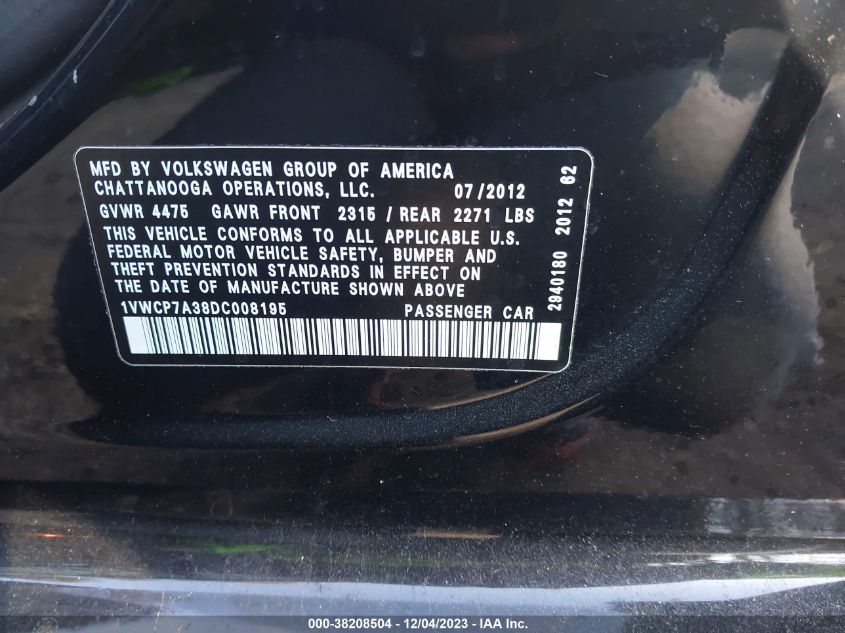 MFD BY VOLKSWAGEN GROUP OF AMERICA
CHATTANOOGA OPERATIONS, LLC. 07/2012
GVWR 4475 GAWR FRONT 2315 / REAR 2271 LBS
THIS VEHICLE CONFORMS TO ALL APPLICABLE U.S.
FEDERAL MOTOR VEHICLE SAFETY, BUMPER AND
THEFT PREVENTION STANDARDS IN EFFECT ON
THE DATE OF MANUFACTURE SHOWN ABOVE
1VWCP7A38DC008195 PASSENGER CAR
2940180 2012 62
000-38208504 - 12/04/2023 - IAA Inc.